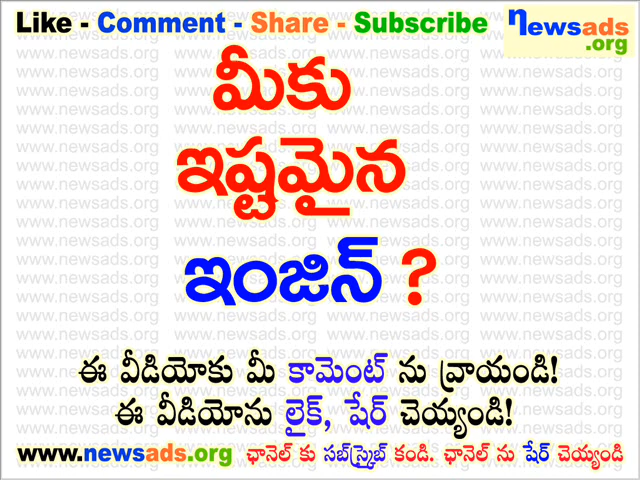 Like - Comment - Share - Subscribe
newsads
.org
మీకు
ఇష్టమైన
ఇంజిన్ ?
ఈ వీడియోకు మీ కామెంట్ ను వ్రాయండి!
ఈ వీడియోను లైక్, షేర్ చెయ్యండి!
www.newsads.org ఛానెల్ కు సబ్‌స్క్రైబ్ కండి. ఛానెల్ ను షేర్ చెయ్యండి